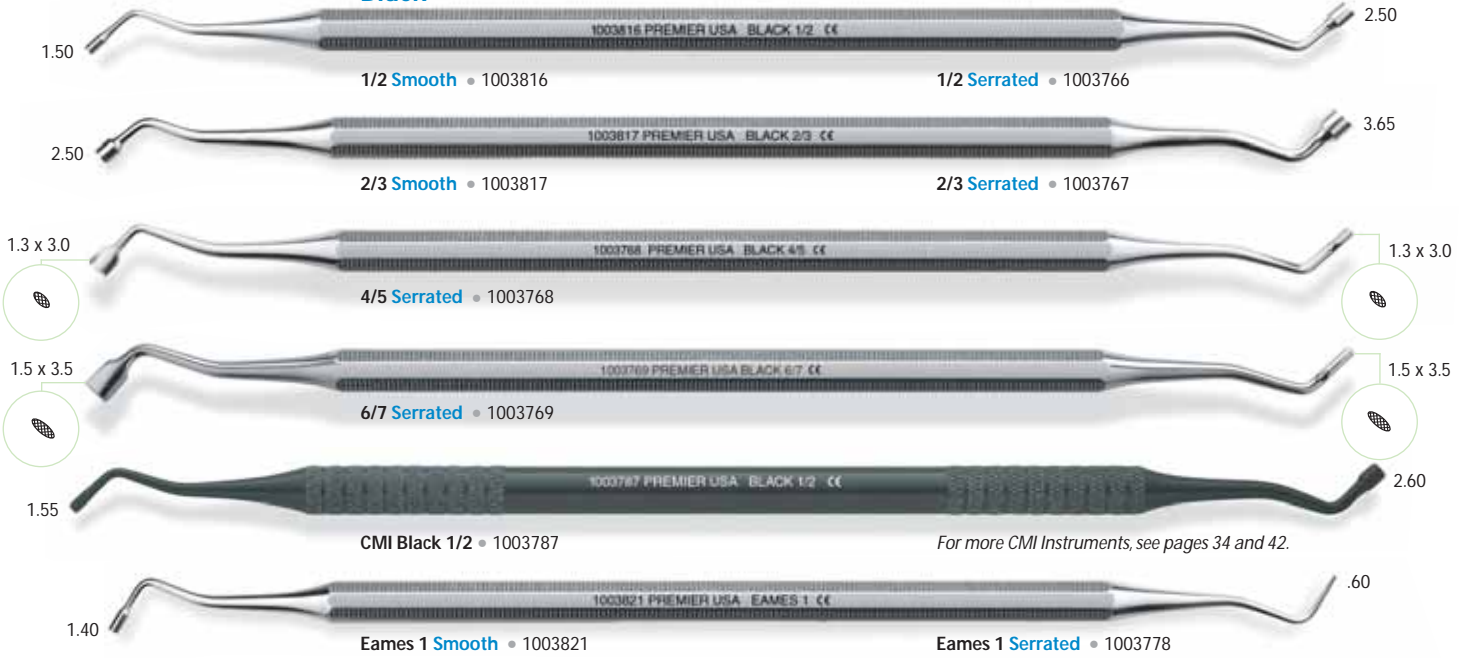 Black
1003816 PREMIER USA BLACK 1/2 CE
1.50
2.50
1/2 Smooth • 1003816
1/2 Serrated • 1003766
1003817 PREMIER USA BLACK 2/3 CE
2.50
3.65
2/3 Smooth • 1003817
2/3 Serrated • 1003767
1003768 PREMIER USA BLACK 4/5 CE
1.3 x 3.0
1.3 x 3.0
4/5 Serrated • 1003768
1003769 PREMIER USA BLACK 6/7 CE
1.5 x 3.5
1.5 x 3.5
6/7 Serrated • 1003769
1003787 PREMIER USA BLACK 1/2 CE
1.55
2.60
CMI Black 1/2 • 1003787
For more CMI Instruments, see pages 34 and 42.
1003821 PREMIER USA EAMES 1 CE
1.40
.60
Eames 1 Smooth • 1003821
Eames 1 Serrated • 1003778